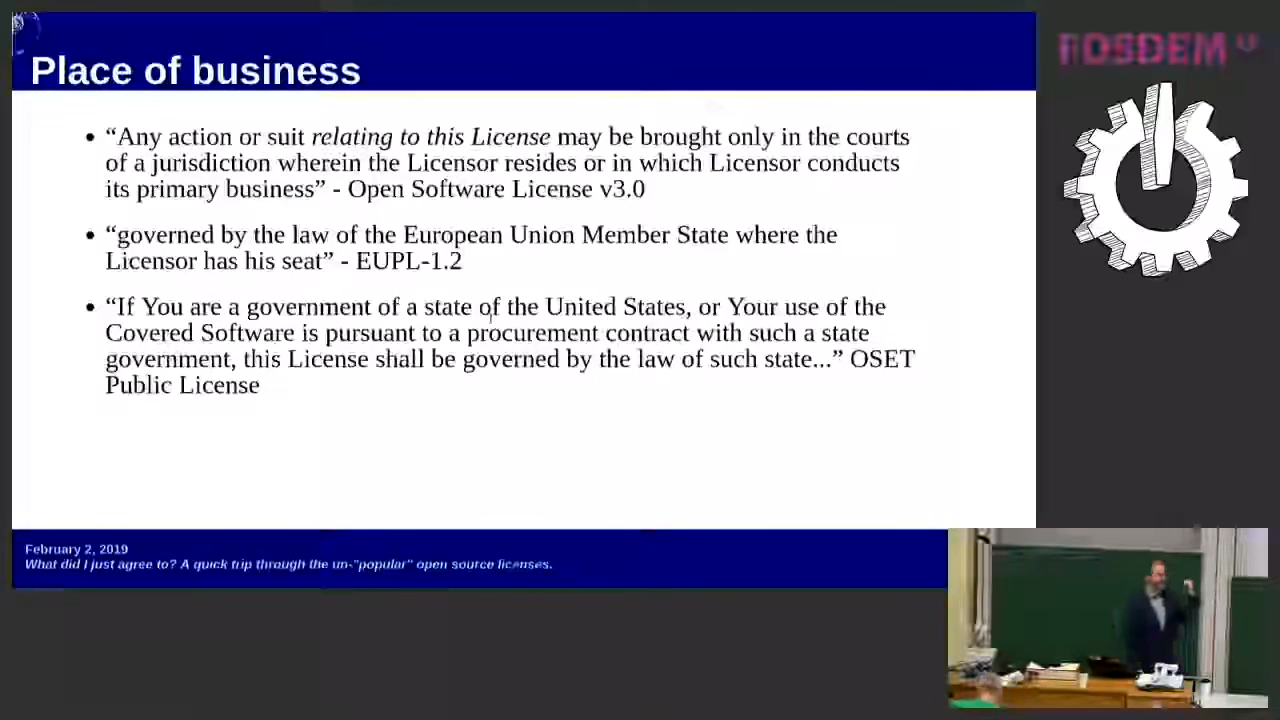 Place of business
FOSDEM
• “Any action or suit relating to this License may be brought only in the courts
of a jurisdiction wherein the Licensor resides or in which Licensor conducts
its primary business” - Open Software License v3.0
• “governed by the law of the European Union Member State where the
Licensor has his seat” - EUPL-1.2
• “If You are a government of a state of the United States, or Your use of the
Covered Software is pursuant to a procurement contract with such a state
government, this License shall be governed by the law of such state...” OSET
Public License
February 2, 2019
What did I just agree to? A quick trip through the un-"popular" open source licenses.